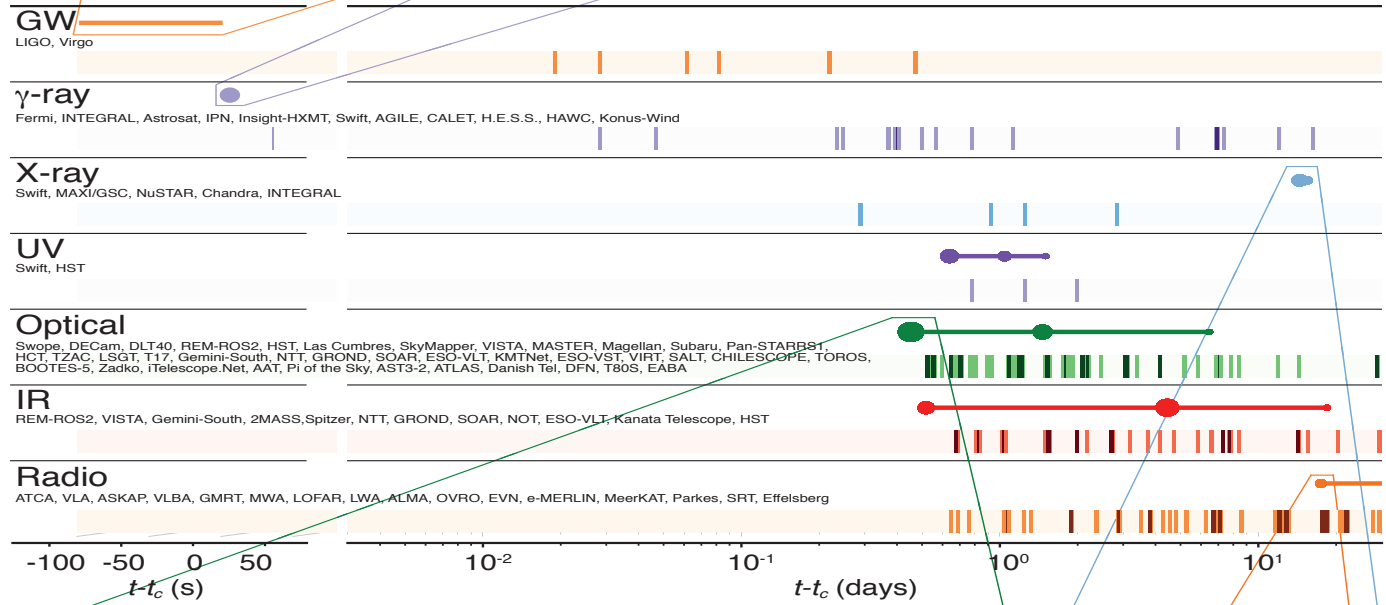 GW
LIGO, Virgo
γ-ray
Fermi, INTEGRAL, Astrosat, IPN, Insight-HXMT, Swift, AGILE, CALET, H.E.S.S., HAWC, Konus-Wind
X-ray
Swift, MAXI/GSC, NuSTAR, Chandra, INTEGRAL
UV
Swift, HST
Optical
Swope, DECam, DLT40, REM-ROS2, HST, Las Cumbres, SkyMapper, VISTA, MASTER, Magellan, Subaru, Pan-STARRS1,
HCT, TZAC, LSGT, T17, Gemini-South, NTT, GROND, SOAR, ESO-VLT, KMTNet, ESO-VST, VIRT, SALT, CHILESCOPE, TOROS,
BOOTES-5, Zadko, iTelescope.Net, AAT, Pi of the Sky, AST3-2, ATLAS, Danish Tel, DFN, T80S, EABA
IR
REM-ROS2, VISTA, Gemini-South, 2MASS,Spitzer, NTT, GROND, SOAR, NOT, ESO-VLT, Kanata Telescope, HST
Radio
ATCA, VLA, ASKAP, VLBA, GMRT, MWA, LOFAR, LWA, ALMA, OVRO, EVN, e-MERLIN, MeerKAT, Parkes, SRT, Effelsberg
-100 -50 0 50 10⁻² 10⁻¹ 10⁰ 10¹
t-t_c (s) t-t_c (days)